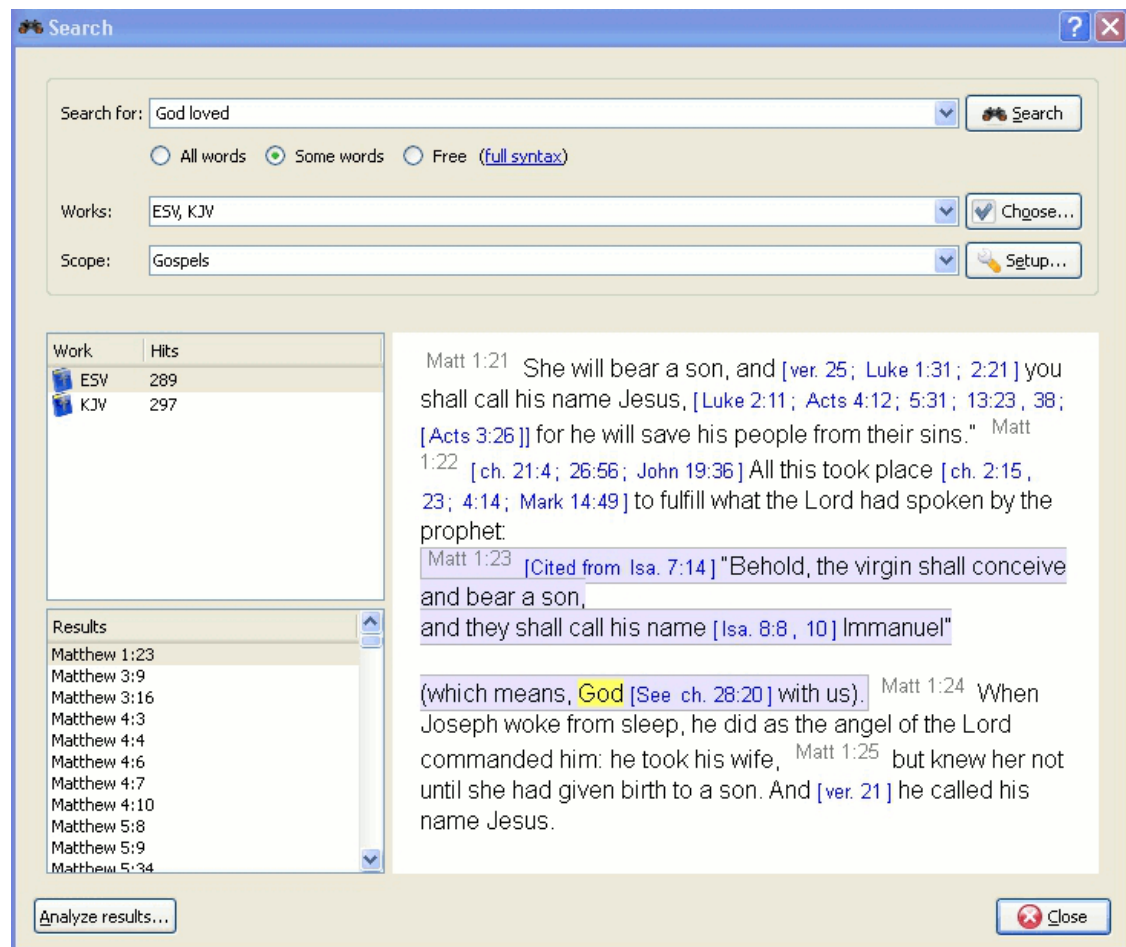 Search
Search for: God loved Search
All words Some words Free (full syntax)
Works: ESV, KJV Choose...
Scope: Gospels Setup...
Work Hits
ESV 289
KJV 297
Results
Matthew 1:23
Matthew 3:9
Matthew 3:16
Matthew 4:3
Matthew 4:4
Matthew 4:6
Matthew 4:7
Matthew 4:10
Matthew 5:8
Matthew 5:9
Matthew 5:34
Matt 1:21 She will bear a son, and [ver. 25; Luke 1:31; 2:21] you
shall call his name Jesus, [Luke 2:11; Acts 4:12; 5:31; 13:23, 38;
[Acts 3:26]] for he will save his people from their sins." Matt
1:22 [ch. 21:4; 26:56; John 19:36] All this took place [ch. 2:15,
23; 4:14; Mark 14:49] to fulfill what the Lord had spoken by the
prophet:
Matt 1:23 [Cited from Isa. 7:14] "Behold, the virgin shall conceive
and bear a son,
and they shall call his name [Isa. 8:8, 10] Immanuel"
(which means, God [See ch. 28:20] with us). Matt 1:24 When
Joseph woke from sleep, he did as the angel of the Lord
commanded him: he took his wife, Matt 1:25 but knew her not
until she had given birth to a son. And [ver. 21] he called his
name Jesus.
Analyze results... Close